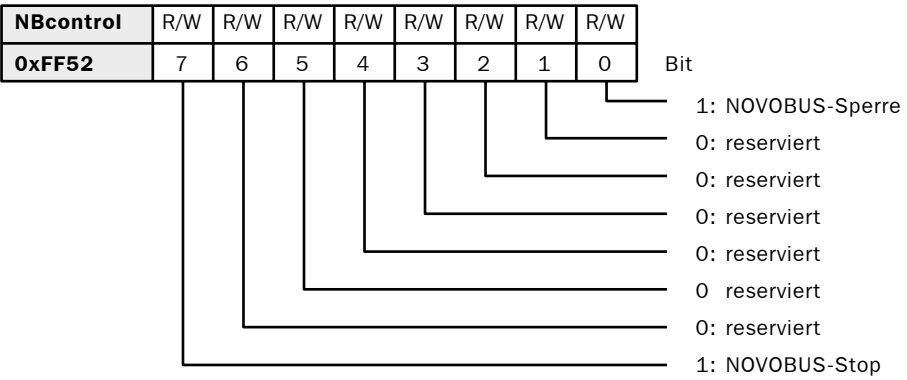 NBcontrol R/W R/W R/W R/W R/W R/W R/W R/W
0xFF52 7 6 5 4 3 2 1 0 Bit
1: NOVOBUS-Sperre
0: reserviert
0: reserviert
0: reserviert
0: reserviert
0 reserviert
0: reserviert
1: NOVOBUS-Stop